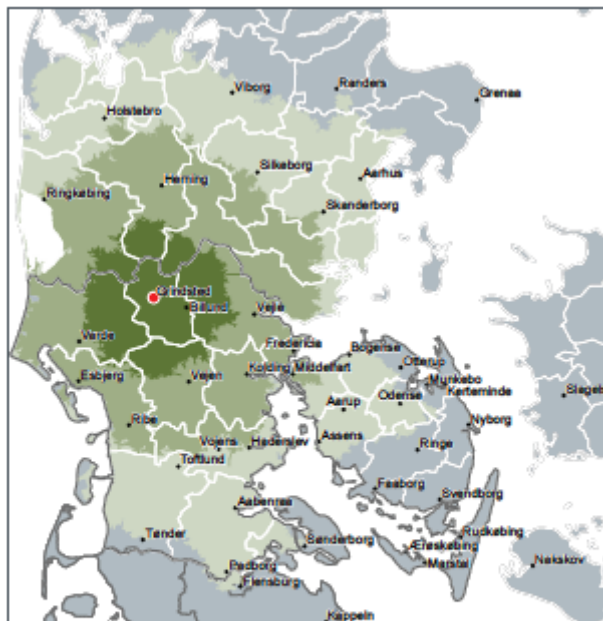 Viborg
Randers
Grenaa
Holstebro
Silkeborg
Aarhus
Herning
Ringkøbing
Skanderborg
Grindsted
Billund
Vejle
Varde
Fredericia
Bogense
Otterup
Esbjerg
Vejen
Kolding
Middelfart
Munkebo
Kerteminde
Slagels
Aarup
Odense
Ribe
Nyborg
Vojens
Haderslev
Assens
Ringe
Toftlund
Faaborg
Svendborg
Aabenraa
Tønder
Sønderborg
Rudkøbing
Ærøskøbing
Marstal
Nakskov
Padborg
Flensburg
Kappeln